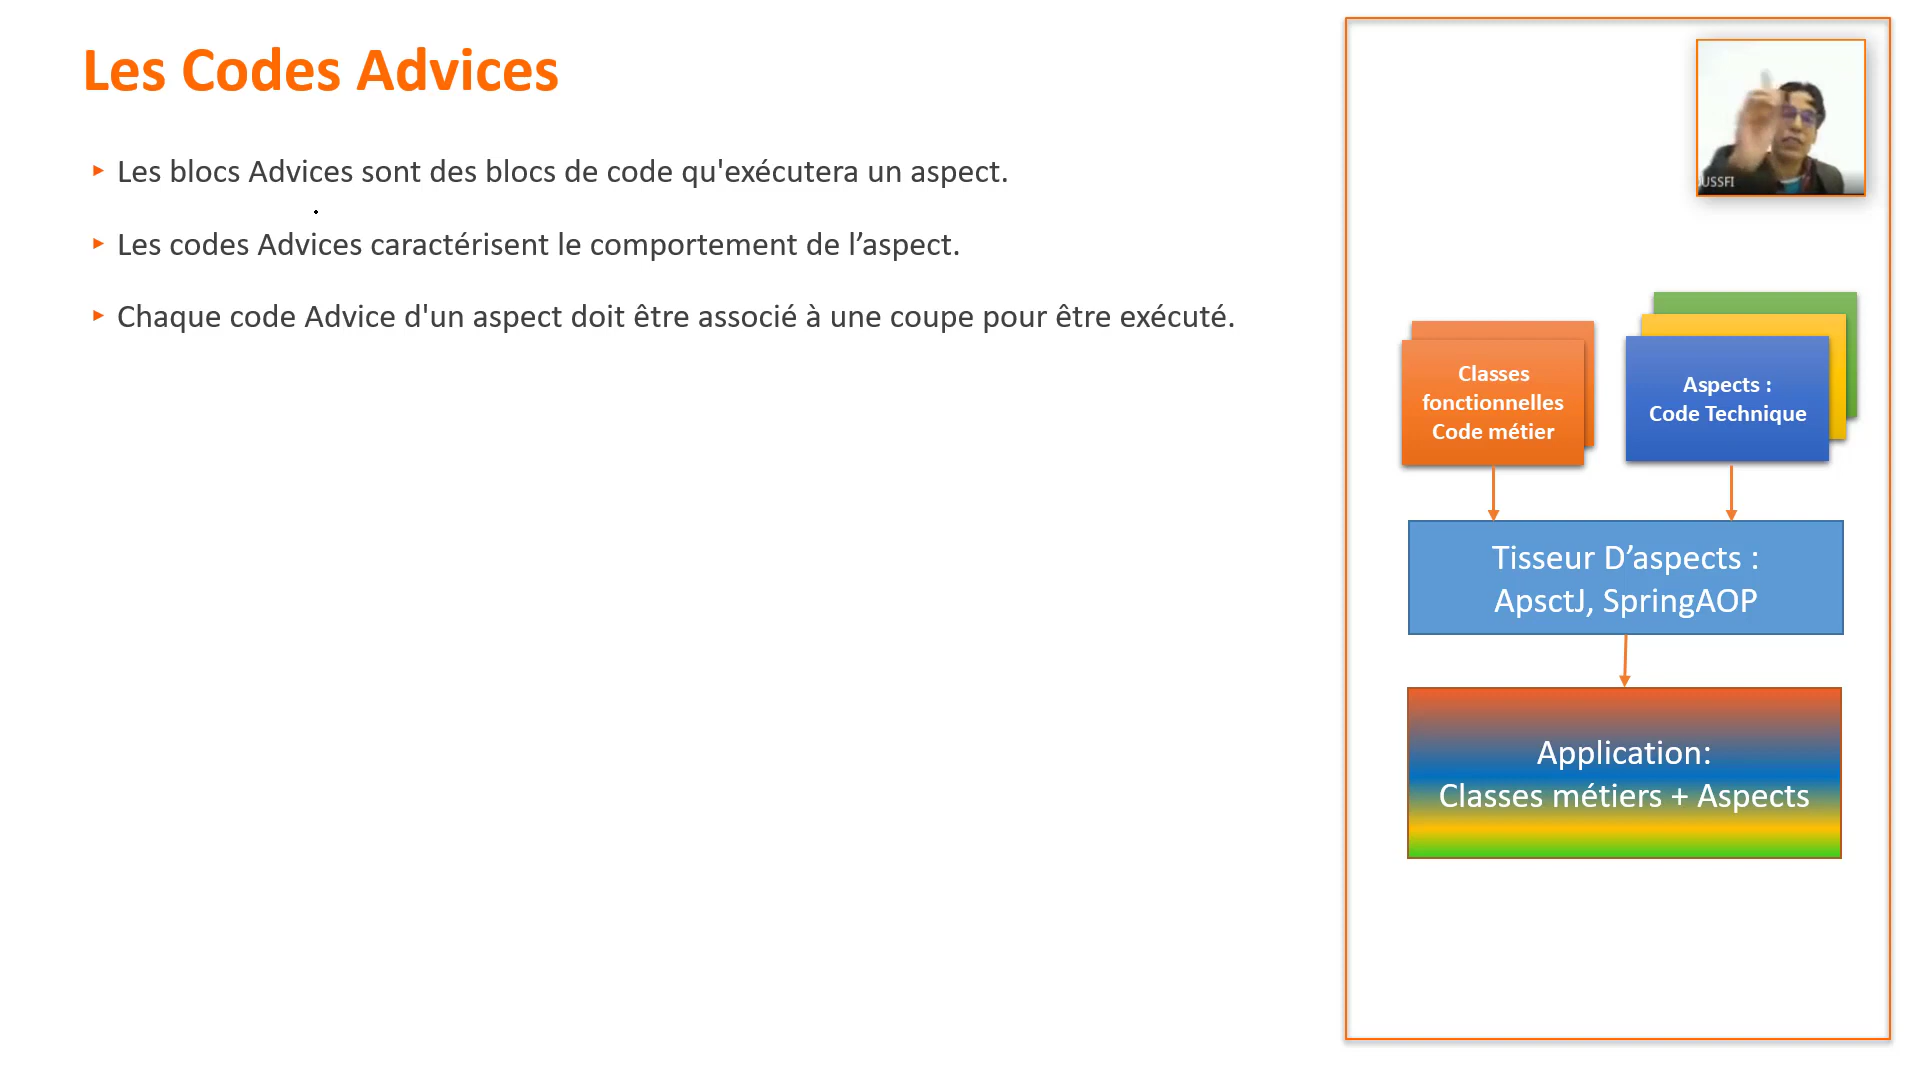 Les Codes Advices
Les blocs Advices sont des blocs de code qu'exécutera un aspect.
Les codes Advices caractérisent le comportement de l’aspect.
Chaque code Advice d'un aspect doit être associé à une coupe pour être exécuté.
USSFI
Classes
fonctionnelles
Code métier
Aspects :
Code Technique
Tisseur D’aspects :
ApsctJ, SpringAOP
Application:
Classes métiers + Aspects